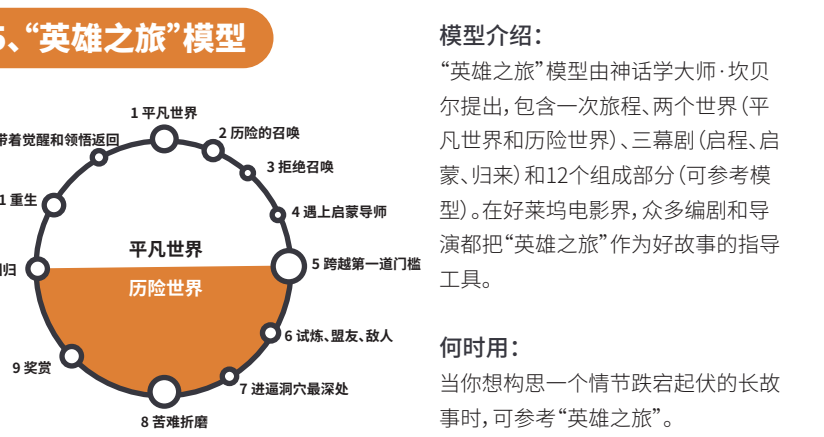 5、“英雄之旅”模型
1 平凡世界
2 历险的召唤
3 拒绝召唤
4 遇上启蒙导师
5 跨越第一道门槛
6 试炼、盟友、敌人
7 进逼洞穴最深处
8 苦难折磨
9 奖赏
归
1 重生
带着觉醒和领悟返回
平凡世界
历险世界
模型介绍：
“英雄之旅”模型由神话学大师·坎贝
尔提出，包含一次旅程、两个世界（平
凡世界和历险世界）、三幕剧（启程、启
蒙、归来）和12个组成部分（可参考模
型）。在好莱坞电影界，众多编剧和导
演都把“英雄之旅”作为好故事的指导
工具。
何时用：
当你想构思一个情节跌宕起伏的长故
事时，可参考“英雄之旅”。